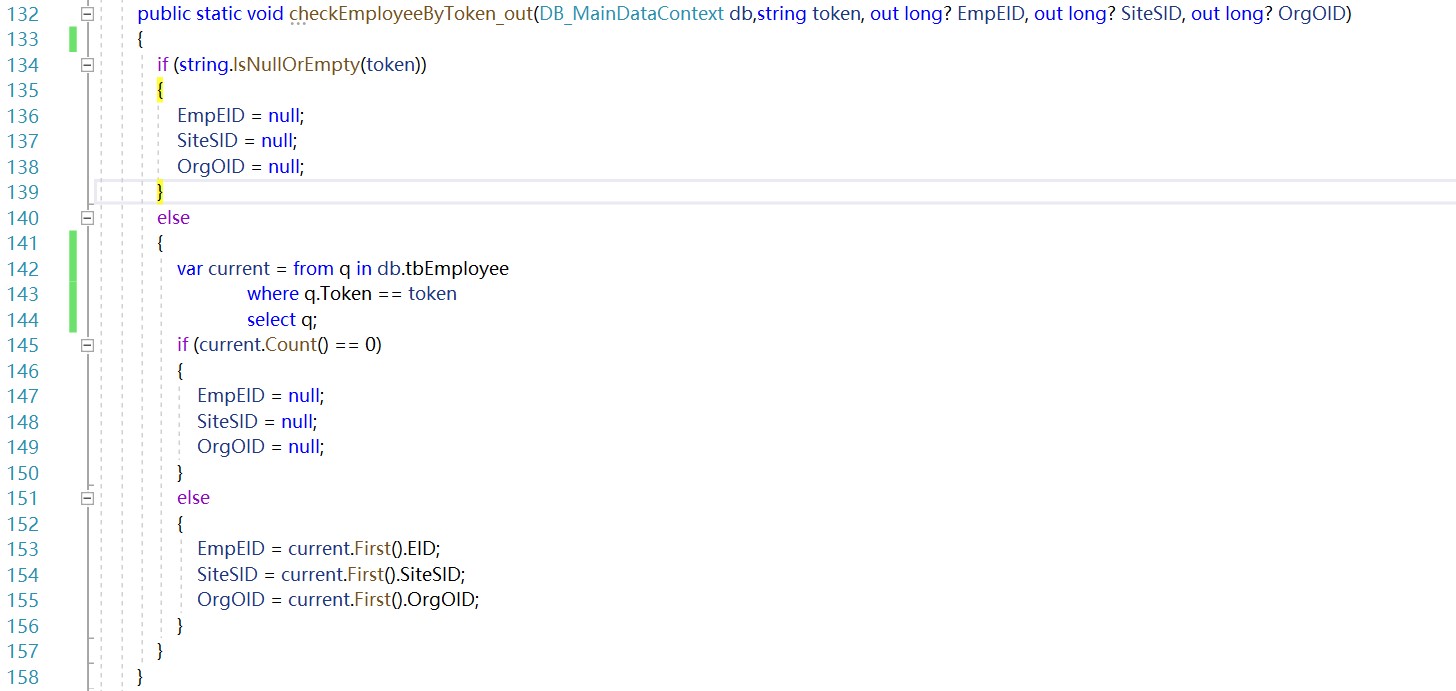 132 public static void checkEmployeeByToken_out(DB_MainDataContext db,string token, out long? EmpEID, out long? SiteSID, out long? OrgOID)
133 {
134 if (string.IsNullOrEmpty(token))
135 {
136 EmpEID = null;
137 SiteSID = null;
138 OrgOID = null;
139 }
140 else
141 {
142 var current = from q in db.tbEmployee
143 where q.Token == token
144 select q;
145 if (current.Count() == 0)
146 {
147 EmpEID = null;
148 SiteSID = null;
149 OrgOID = null;
150 }
151 else
152 {
153 EmpEID = current.First().EID;
154 SiteSID = current.First().SiteSID;
155 OrgOID = current.First().OrgOID;
156 }
157 }
158 }